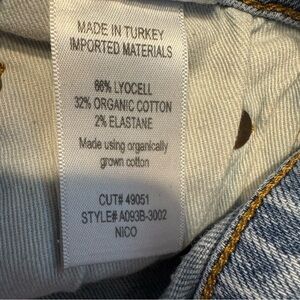 MADE IN TURKEY
IMPORTED MATERIALS
66% LYOCELL
32% ORGANIC COTTON
2% ELASTANE
Made using organically
grown cotton
CUT# 49051
STYLE# A093B-3002
NICO